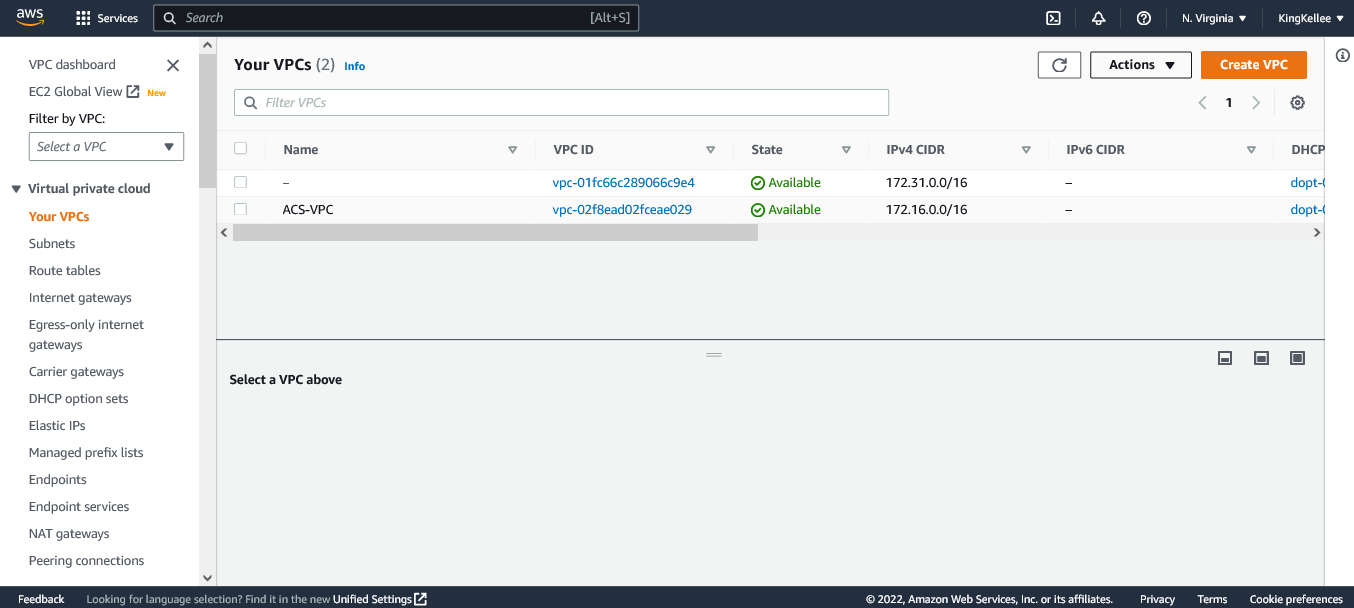 aws Services Search [Alt+S] N. Virginia KingKellee
VPC dashboard
EC2 Global View New
Filter by VPC:
Select a VPC
Virtual private cloud
Your VPCs
Subnets
Route tables
Internet gateways
Egress-only internet
gateways
Carrier gateways
DHCP option sets
Elastic IPs
Managed prefix lists
Endpoints
Endpoint services
NAT gateways
Peering connections
Your VPCs (2) Info Actions Create VPC
Filter VPCs 1
Name VPC ID State IPv4 CIDR IPv6 CIDR DHCP
– vpc-01fc66c289066c9e4 Available 172.31.0.0/16 – dopt-0
ACS-VPC vpc-02f8ead02fceae029 Available 172.16.0.0/16 – dopt-0
Select a VPC above
Feedback Looking for language selection? Find it in the new Unified Settings © 2022, Amazon Web Services, Inc. or its affiliates. Privacy Terms Cookie preferences